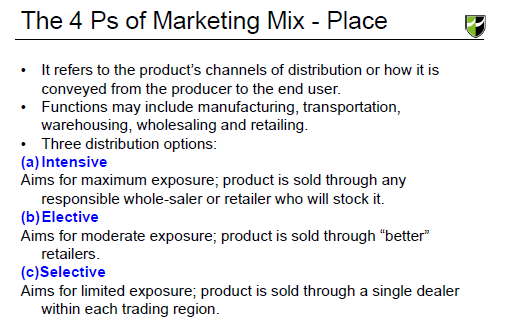 The 4 Ps of Marketing Mix - Place
• It refers to the product's channels of distribution or how it is
conveyed from the producer to the end user.
• Functions may include manufacturing, transportation,
warehousing, wholesaling and retailing.
• Three distribution options:
(a) Intensive
Aims for maximum exposure; product is sold through any
responsible whole-saler or retailer who will stock it.
(b) Elective
Aims for moderate exposure; product is sold through “better”
retailers.
(c)Selective
Aims for limited exposure; product is sold through a single dealer
within each trading region.